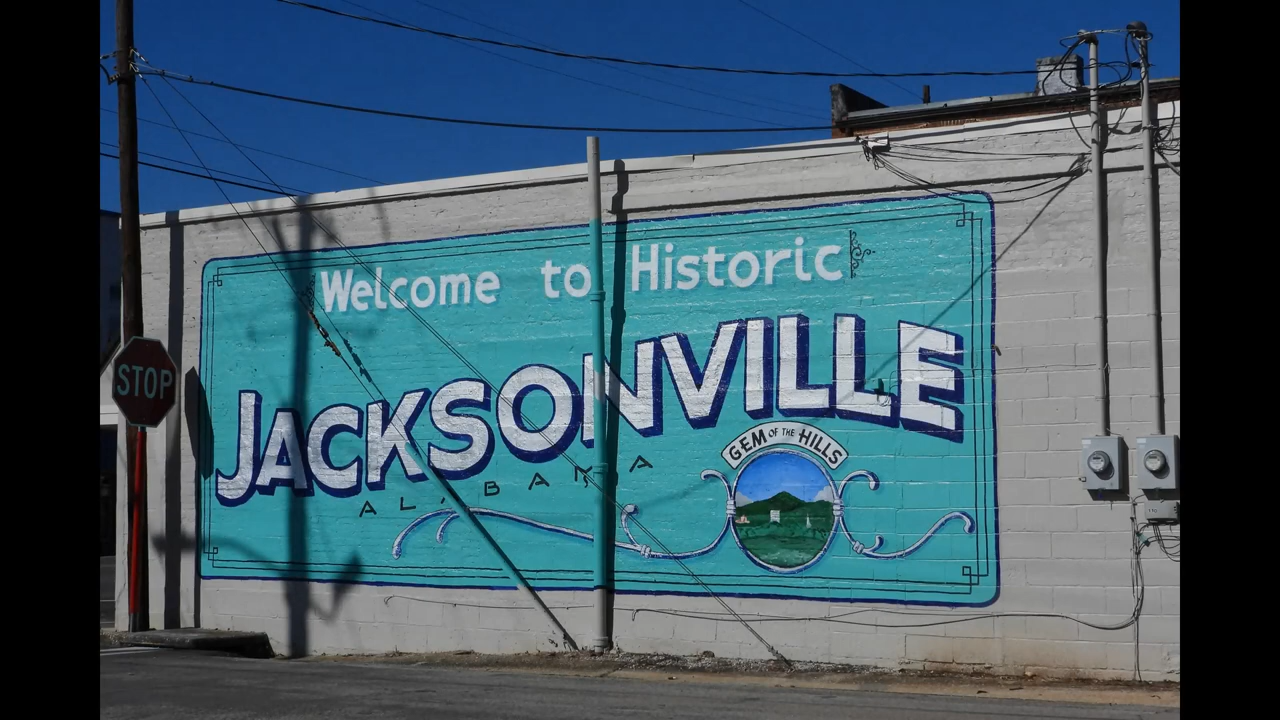 Welcome to Historic
JACKSONVILLE
ALABAMA
GEM OF THE HILLS
STOP